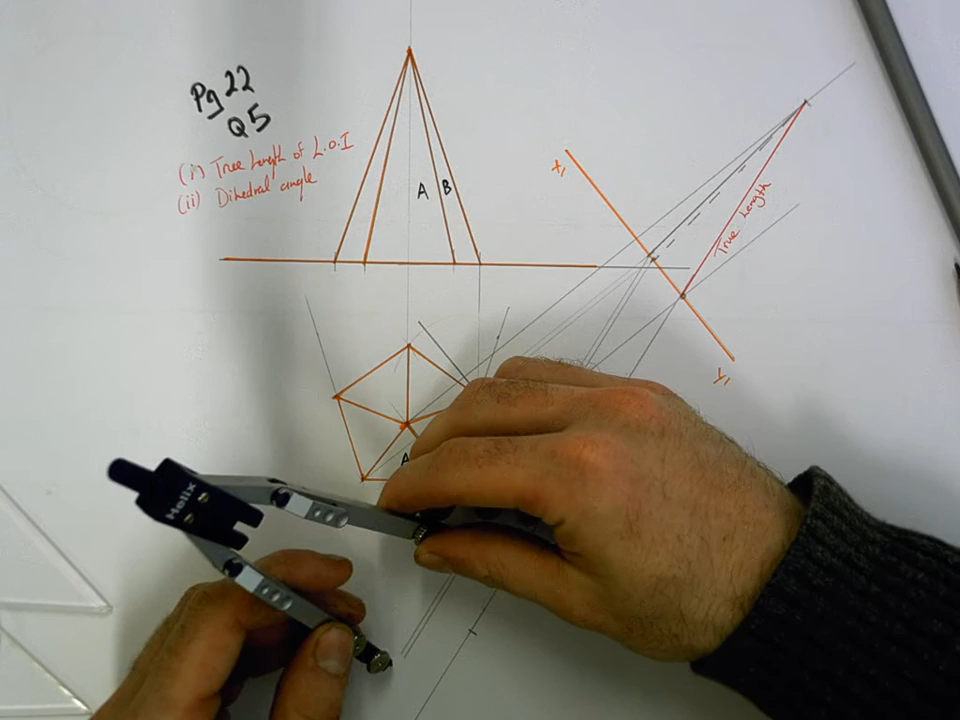 Pg 22
Q5
(i) True Length of L.O.I
(ii) Dihedral angle
A B
X1
True Length
Y1
A
Helix